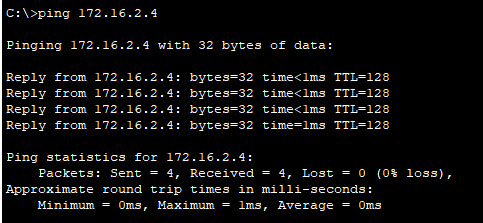 C:\>ping 172.16.2.4
Pinging 172.16.2.4 with 32 bytes of data:
Reply from 172.16.2.4: bytes=32 time<1ms TTL=128
Reply from 172.16.2.4: bytes=32 time<1ms TTL=128
Reply from 172.16.2.4: bytes=32 time<1ms TTL=128
Reply from 172.16.2.4: bytes=32 time=1ms TTL=128
Ping statistics for 172.16.2.4:
    Packets: Sent = 4, Received = 4, Lost = 0 (0% loss),
Approximate round trip times in milli-seconds:
    Minimum = 0ms, Maximum = 1ms, Average = 0ms